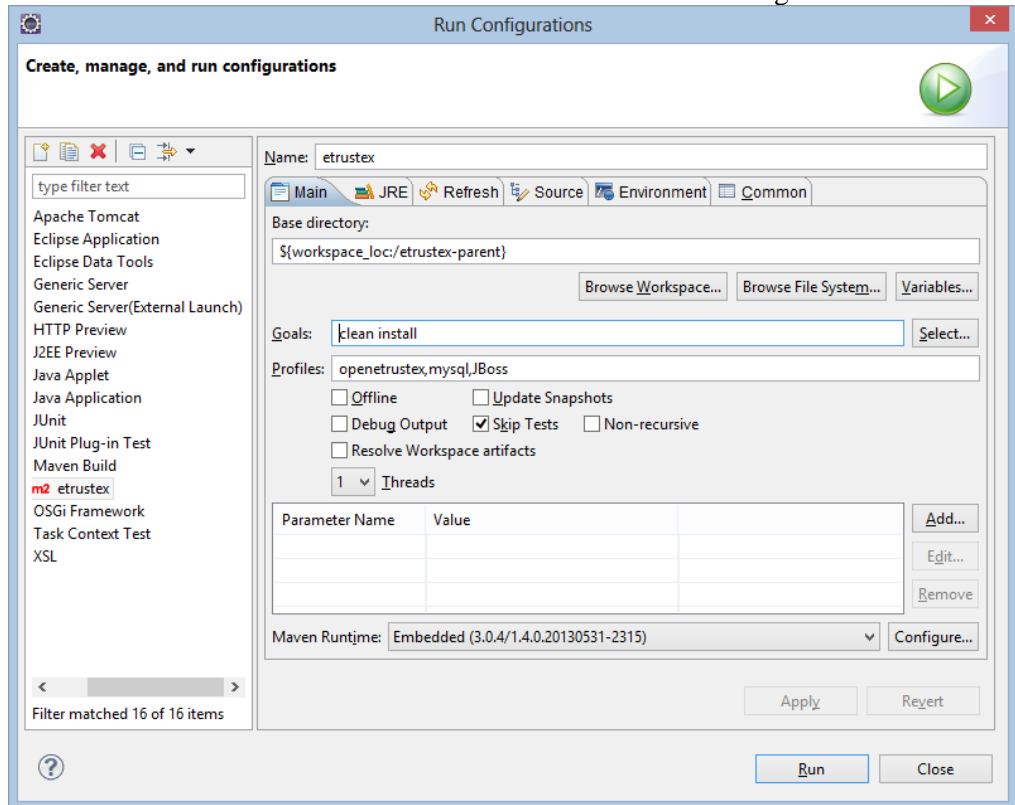 Run Configurations
Create, manage, and run configurations
type filter text
Apache Tomcat
Eclipse Application
Eclipse Data Tools
Generic Server
Generic Server(External Launch)
HTTP Preview
J2EE Preview
Java Applet
Java Application
JUnit
JUnit Plug-in Test
Maven Build
m2 etrustex
OSGi Framework
Task Context Test
XSL
Filter matched 16 of 16 items
Name: etrustex
Main JRE Refresh Source Environment Common
Base directory:
${workspace_loc:/etrustex-parent}
Browse Workspace... Browse File System... Variables...
Goals: clean install Select...
Profiles: openetrustex,mysql,JBoss
Offline Update Snapshots
Debug Output Skip Tests Non-recursive
Resolve Workspace artifacts
1 Threads
Parameter Name Value Add...
Edit...
Remove
Maven Runtime: Embedded (3.0.4/1.4.0.20130531-2315) Configure...
Apply Revert
? Run Close